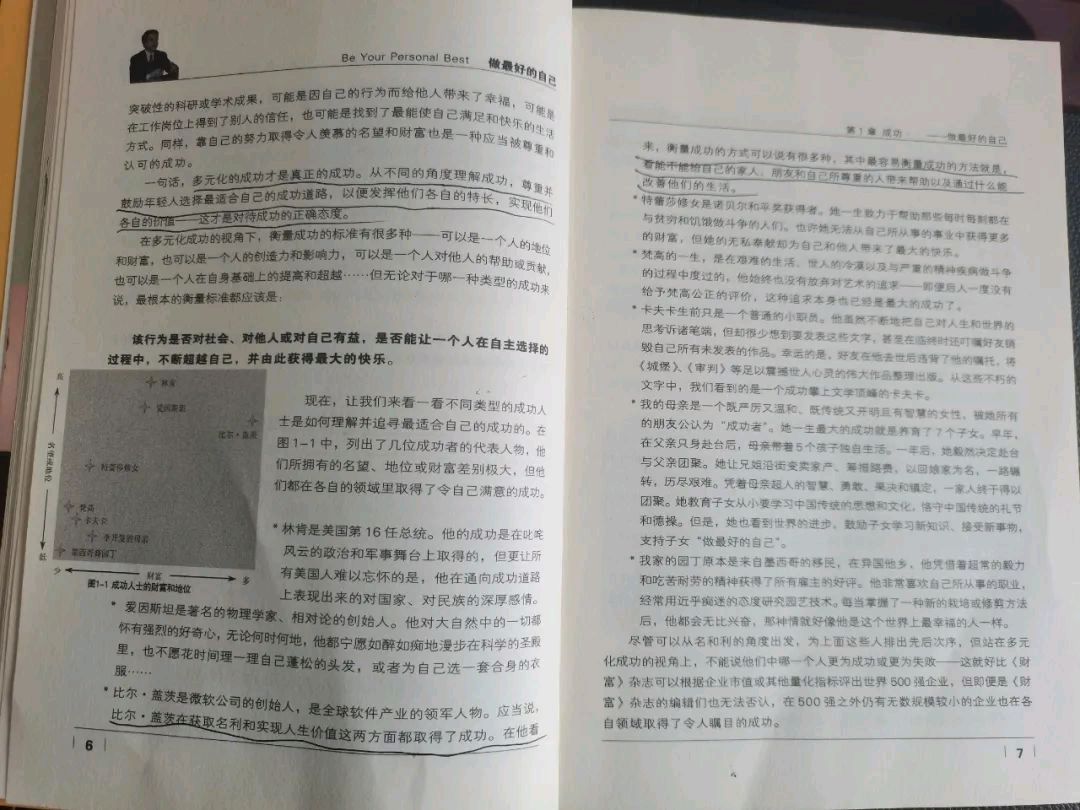 Be Your Personal Best 做最好的自己
突破性的科研或学术成果，可能是因自己的行为而给他人带来了幸福，可能是
在工作岗位上得到了别人的信任，也可能是找到了最能使自己满足和快乐的生活
方式。同样，靠自己的努力取得令人羡慕的名望和财富也是一种应当被尊重和
认可的成功。
一句话，多元化的成功才是真正的成功。从不同的角度理解成功，尊重并
鼓励年轻人选择最适合自己的成功道路，以便发挥他们各自的特长，实现他们
各自的价值——这才是对待成功的正确态度。
在多元化成功的视角下，衡量成功的标准有很多种——可以是一个人的地位
和财富，也可以是一个人的创造力和影响力，可以是一个人对他人的帮助或贡献，
也可以是一个人在自身基础上的提高和超越……但无论对于哪一种类型的成功来
说，最根本的衡量标准都应该是：
该行为是否对社会、对他人或对自己有益，是否能让一个人在自主选择的
过程中，不断超越自己，并由此获得最大的快乐。
高
林肯
爱因斯坦
比尔·盖茨
特蕾莎修女
梵高
卡夫卡
李开复的母亲
墨西哥裔园丁
名望或地位
低
少
财富
多
图1-1 成功人士的财富和地位
现在，让我们来看一看不同类型的成功人
士是如何理解并追寻最适合自己的成功的。在
图1-1中，列出了几位成功者的代表人物，他
们所拥有的名望、地位或财富差别极大，但他
们都在各自的领域里取得了令自己满意的成功。
* 林肯是美国第16任总统。他的成功是在叱咤
风云的政治和军事舞台上取得的，但更让所
有美国人难以忘怀的是，他在通向成功道路
上表现出来的对国家、对民族的深厚感情。
* 爱因斯坦是著名的物理学家、相对论的创始人。他对大自然中的一切都
怀有强烈的好奇心，无论何时何地，他都宁愿如醉如痴地漫步在科学的圣殿
里，也不愿花时间理一理自己蓬松的头发，或者为自己选一套合身的衣
服……
* 比尔·盖茨是微软公司的创始人，是全球软件产业的领军人物。应当说，
比尔·盖茨在获取名利和实现人生价值这两方面都取得了成功。在他看
6
第1章 成功 ——做最好的自己
来，衡量成功的方式可以说有很多种，其中最容易衡量成功的方法就是，
看能不能给自己的家人、朋友和自己所尊重的人带来帮助以及通过什么能
改善他们的生活。
* 特蕾莎修女是诺贝尔和平奖获得者。她一生致力于帮助那些每时每刻都在
与贫穷和饥饿做斗争的人们。也许她无法从自己所从事的事业中获得更多
的财富，但她的无私奉献却为自己和他人带来了最大的快乐。
* 梵高的一生，是在艰难的生活、世人的冷漠以及与严重的精神疾病做斗争
的过程中度过的，他始终也没有放弃对艺术的追求——即便后人一度没有
给予梵高公正的评价，这种追求本身也已经是最大的成功了。
* 卡夫卡生前只是一个普通的小职员。他虽然不断地把自己对人生和世界的
思考诉诸笔端，但却很少想到要发表这些文字，甚至在临终时还叮嘱好友销
毁自己所有未发表的作品。幸运的是，好友在他去世后违背了他的嘱托，将
《城堡》、《审判》等足以震撼世人心灵的伟大作品整理出版。从这些不朽的
文字中，我们看到的是一个成功攀上文学顶峰的卡夫卡。
* 我的母亲是一个既严厉又温和、既传统又开明且有智慧的女性，被她所有
的朋友公认为“成功者”。她一生最大的成功就是养育了7个子女。早年，
在父亲只身赴台后，母亲带着5个孩子独自生活。一年后，她毅然决定赴台
与父亲团聚。她让兄姐沿街变卖家产、筹措路费，以回娘家为名，一路辗
转，历尽艰难。凭着母亲超人的智慧、勇敢、果决和镇定，一家人终于得以
团聚。她教育子女从小要学习中国传统的思想和文化，恪守中国传统的礼节
和德操。但是，她也看到世界的进步，鼓励子女学习新知识、接受新事物，
支持子女“做最好的自己”。
* 我家的园丁原本是来自墨西哥的移民，在异国他乡，他凭借着超常的毅力
和吃苦耐劳的精神获得了所有雇主的好评。他非常喜欢自己所从事的职业，
经常用近乎痴迷的态度研究园艺技术。每当掌握了一种新的栽培或修剪方法
后，他都会无比兴奋，那神情就好像他是这个世界上最幸福的人一样。
尽管可以从名和利的角度出发，为上面这些人排出先后次序，但站在多元
化成功的视角上，不能说他们中哪一个人更为成功或更为失败——这就好比《财
富》杂志可以根据企业市值或其他量化指标评出世界500强企业，但即便是《财
富》杂志的编辑们也无法否认，在500强之外仍有无数规模较小的企业也在各
自领域取得了令人瞩目的成功。
7